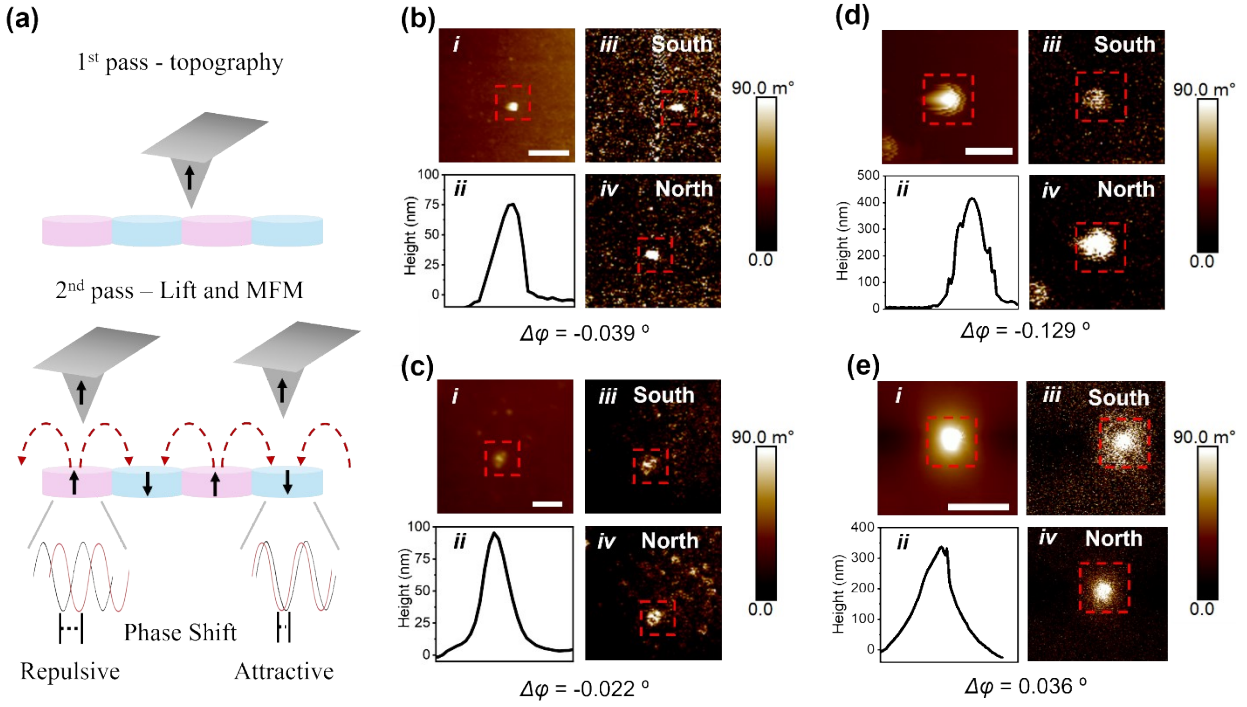 (a)
1st pass - topography
2nd pass – Lift and MFM
Phase Shift
Repulsive
Attractive
(b)
i
iii South
90.0 m°
0.0
ii
Height (nm)
100
75
50
25
0
iv North
Δφ = -0.039 º
(c)
i
iii South
90.0 m°
0.0
ii
Height (nm)
100
75
50
25
0
iv North
Δφ = -0.022 º
(d)
i
iii South
90.0 m°
0.0
ii
Height (nm)
500
400
300
200
100
0
iv North
Δφ = -0.129 º
(e)
i
iii South
90.0 m°
0.0
ii
Height (nm)
400
300
200
100
0
iv North
Δφ = 0.036 º